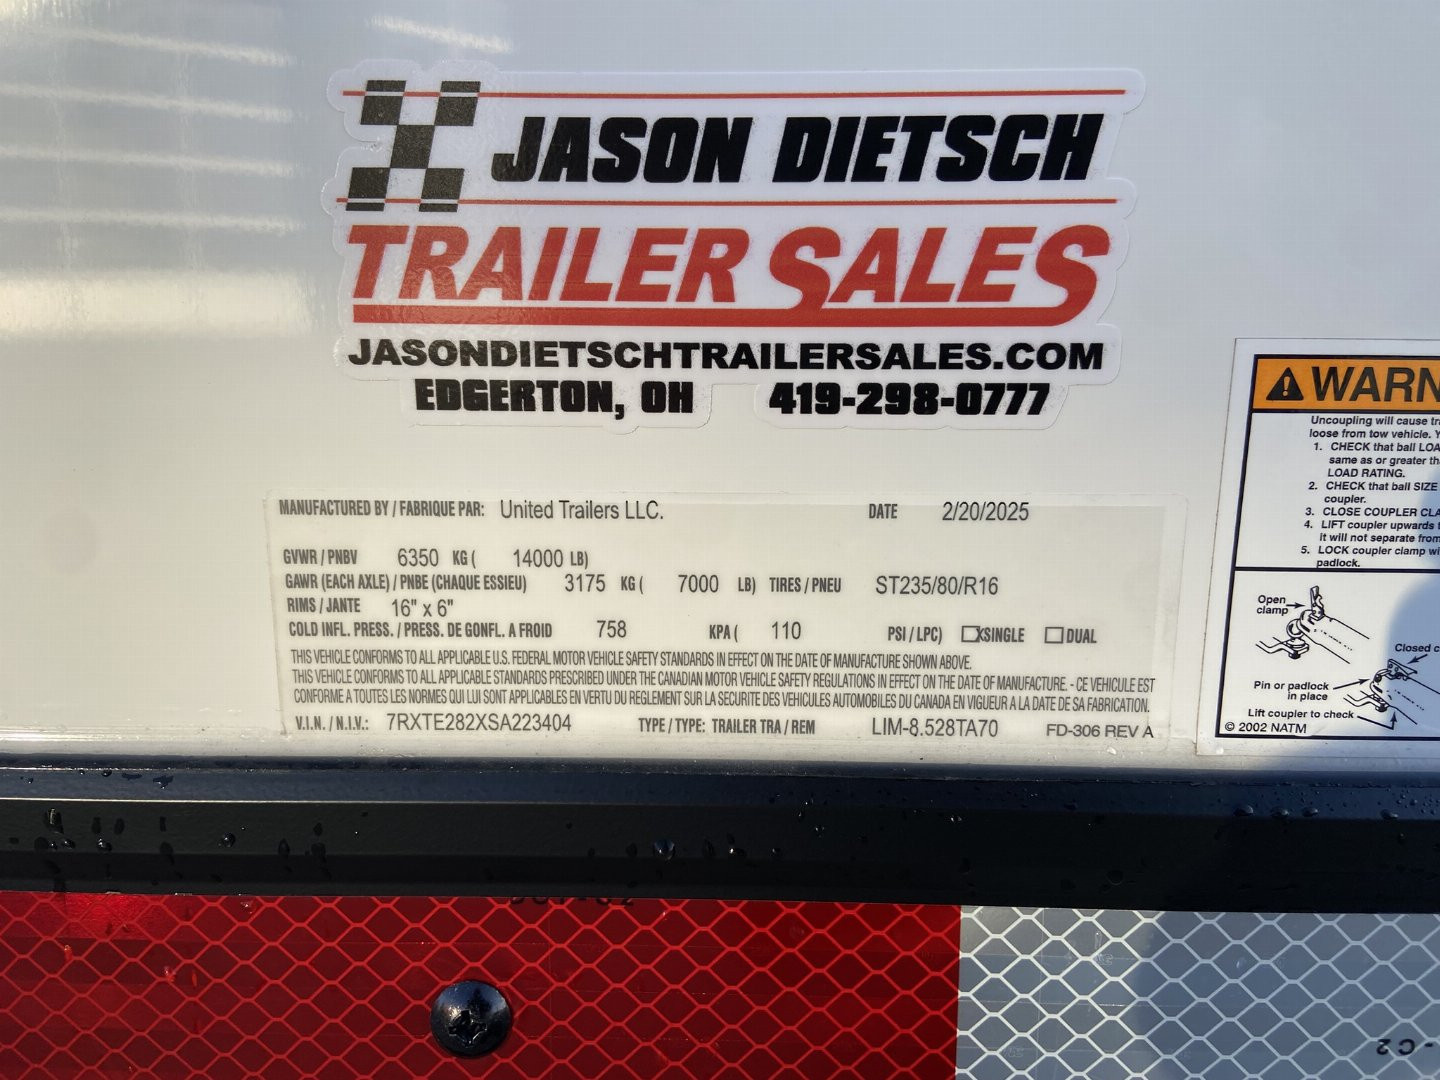 JASON DIETSCH
TRAILER SALES
JASONDIETSCHTRAILERSALES.COM
EDGERTON, OH 419-298-0777
MANUFACTURED BY / FABRIQUE PAR: United Trailers LLC. DATE 2/20/2025
GVWR / PNBV 6350 KG ( 14000 LB)
GAWR (EACH AXLE) / PNBE (CHAQUE ESSIEU) 3175 KG ( 7000 LB) TIRES / PNEU ST235/80/R16
RIMS / JANTE 16" x 6"
COLD INFL. PRESS. / PRESS. DE GONFL. A FROID 758 KPA ( 110 PSI / LPC) X SINGLE DUAL
THIS VEHICLE CONFORMS TO ALL APPLICABLE U.S. FEDERAL MOTOR VEHICLE SAFETY STANDARDS IN EFFECT ON THE DATE OF MANUFACTURE SHOWN ABOVE.
THIS VEHICLE CONFORMS TO ALL APPLICABLE STANDARDS PRESCRIBED UNDER THE CANADIAN MOTOR VEHICLE SAFETY REGULATIONS IN EFFECT ON THE DATE OF MANUFACTURE. - CE VEHICULE EST
CONFORME A TOUTES LES NORMES QUI LUI SONT APPLICABLES EN VERTU DU REGLEMENT SUR LA SECURITE DES VEHICULES AUTOMOBILES DU CANADA EN VIGUEUR A LA DATE DE SA FABRICATION.
V.I.N. / N.I.V.: 7RXTE282XSA223404 TYPE / TYPE: TRAILER TRA / REM LIM-8.528TA70 FD-306 REV A
WARN
Uncoupling will cause tra
loose from tow vehicle. Y
1. CHECK that ball LOA
same as or greater tha
LOAD RATING.
2. CHECK that ball SIZE
coupler.
3. CLOSE COUPLER CLA
4. LIFT coupler upwards t
it will not separate from
5. LOCK coupler clamp wi
padlock.
Open
clamp
Closed c
Pin or padlock
in place
Lift coupler to check
© 2002 NATM
- C2